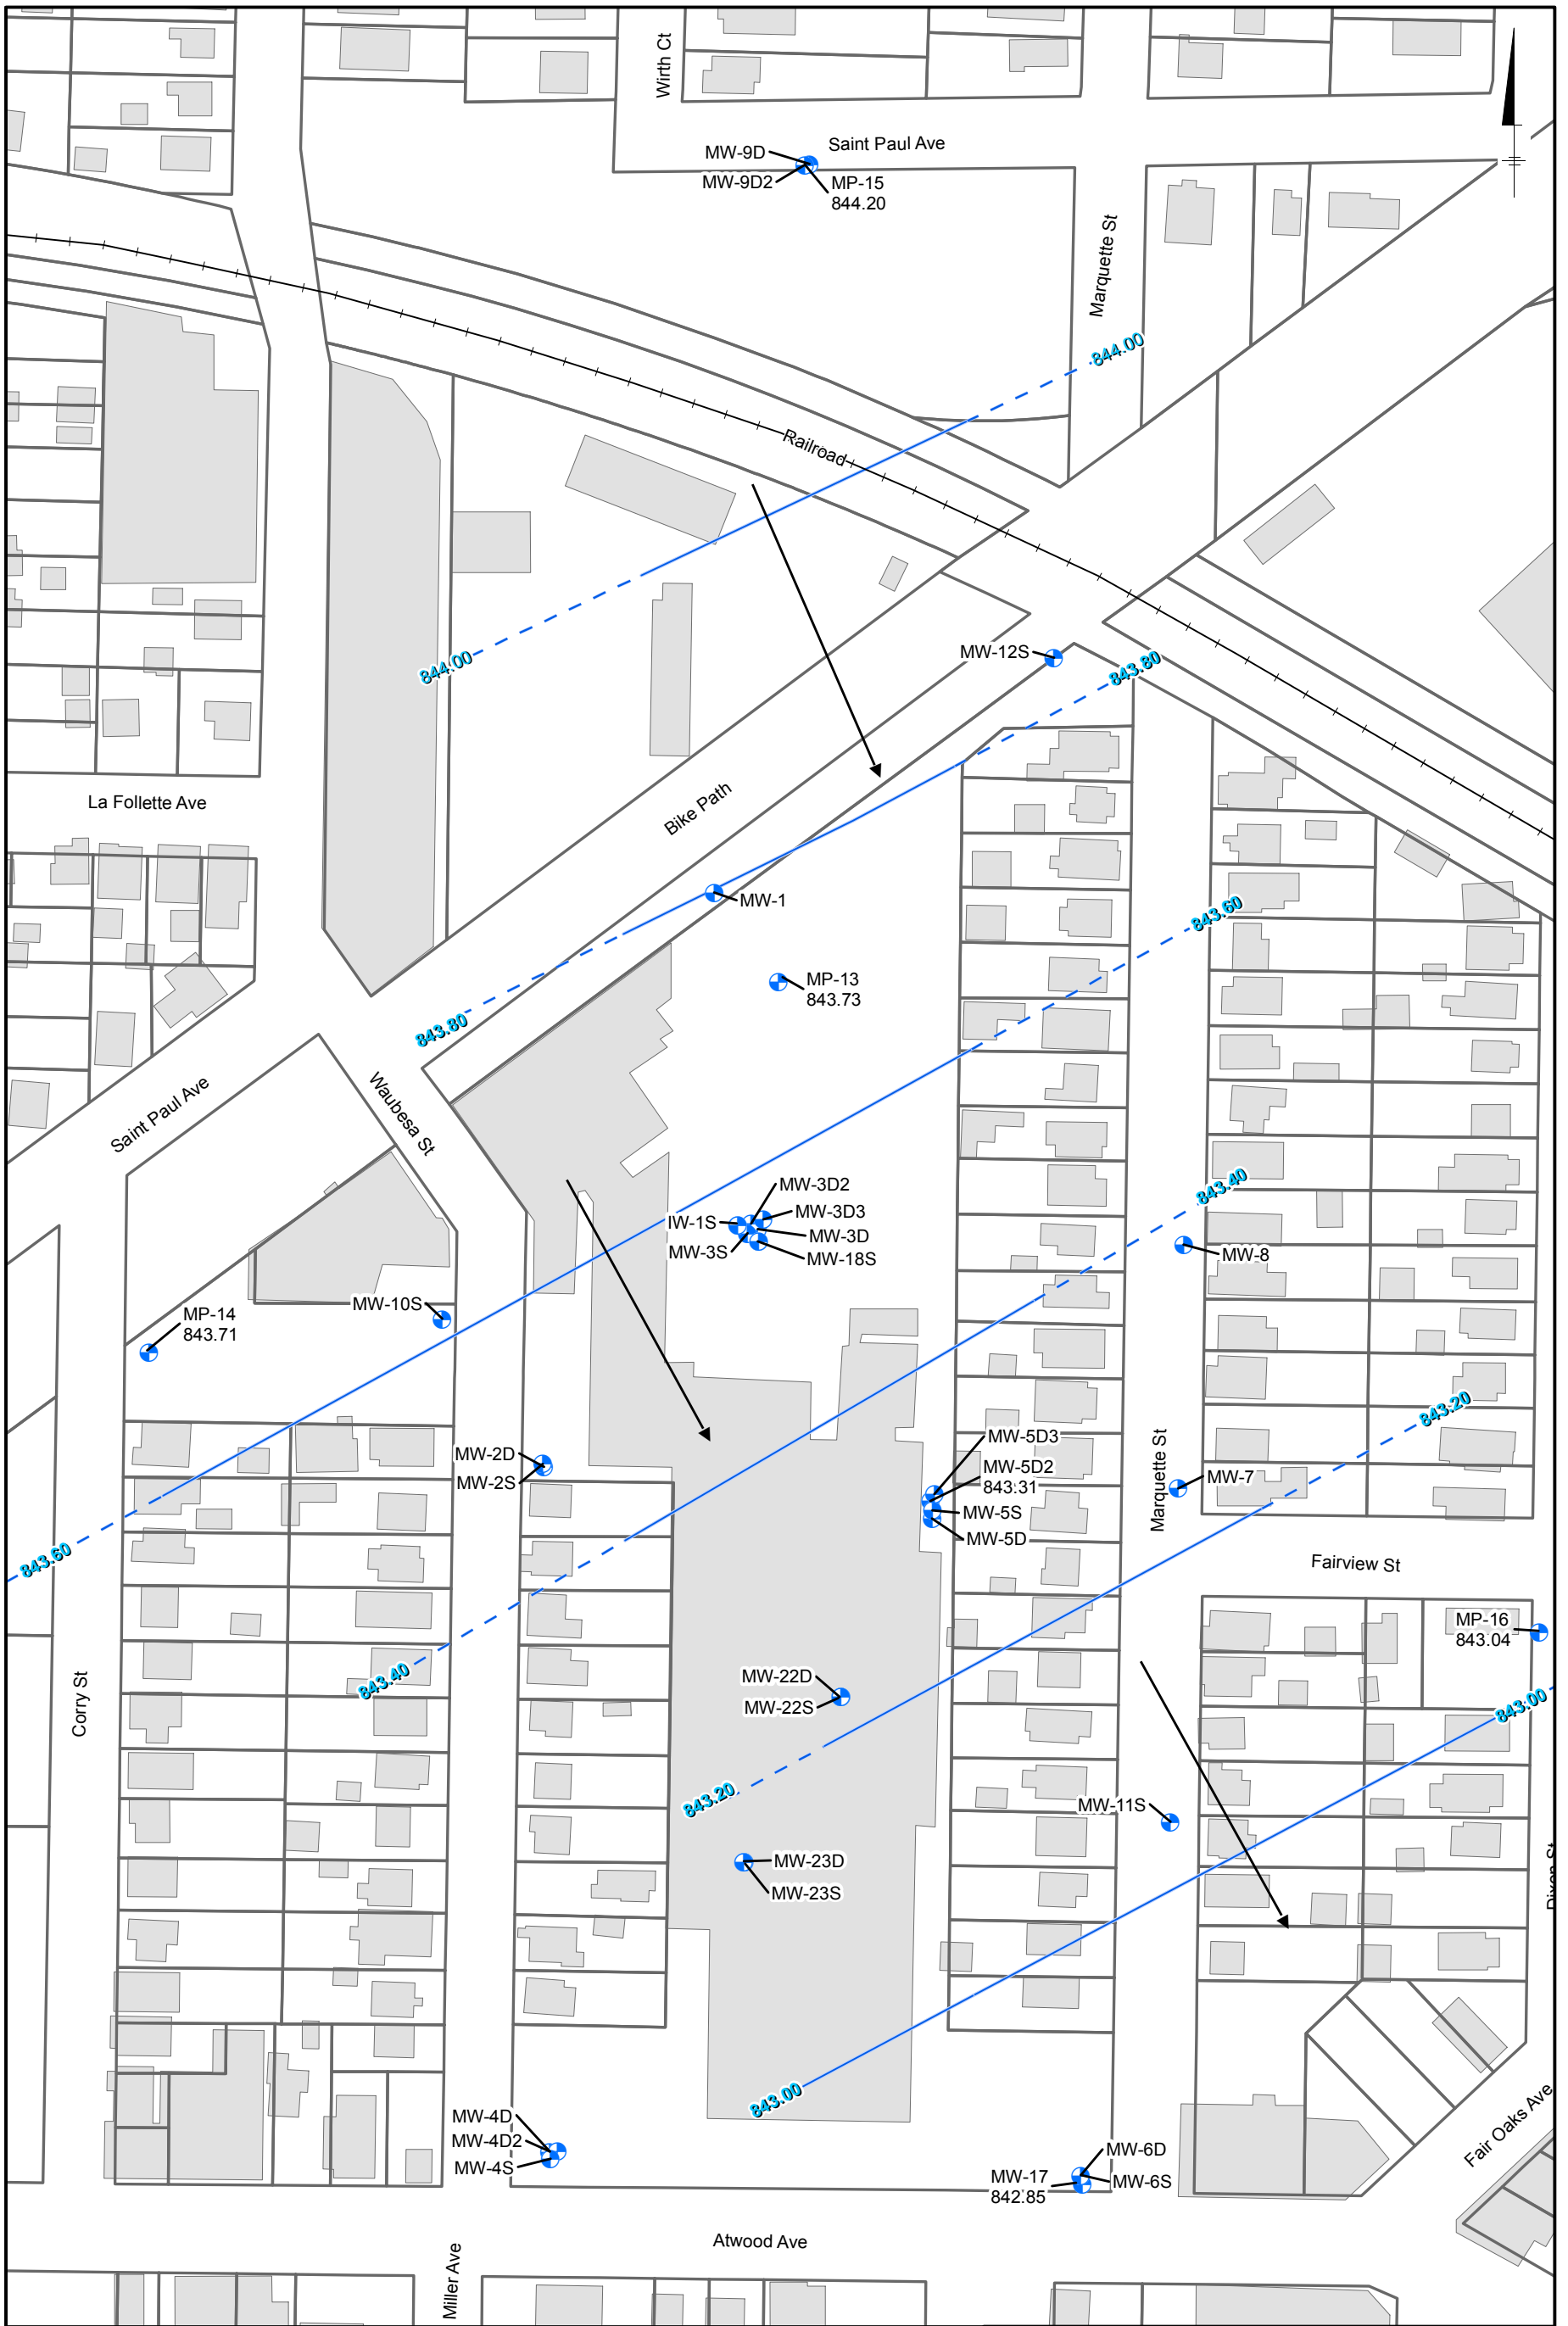 Wirth Ct
Saint Paul Ave
MW-9D
MW-9D2
MP-15
844.20
Marquette St
844.00
Railroad
MW-12S
844.00
843.80
La Follette Ave
Bike Path
MW-1
843.60
MP-13
843.73
843.80
Saint Paul Ave
Waubesa St
MW-3D2
MW-3D3
IW-1S
MW-3D
MW-3S
MW-18S
843.40
MW-8
MW-10S
MP-14
843.71
843.20
MW-5D3
MW-2D
MW-2S
MW-5D2
843.31
MW-5S
MW-5D
MW-7
Marquette St
843.60
Fairview St
MP-16
843.04
843.40
Corry St
MW-22D
MW-22S
843.00
843.20
MW-11S
MW-23D
MW-23S
Dixon St
843.00
MW-4D
MW-4D2
MW-4S
MW-6D
MW-17
842.85
MW-6S
Fair Oaks Ave
Atwood Ave
Miller Ave